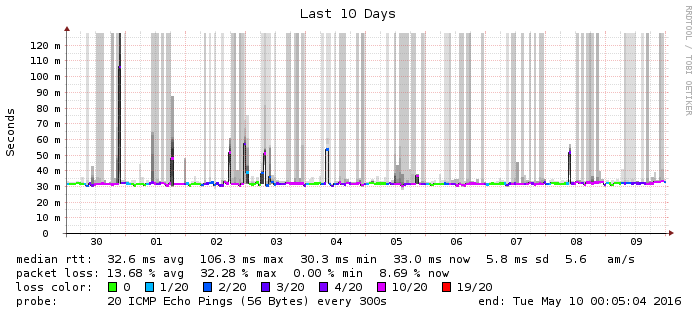 Last 10 Days
RRDTOOL / TOBI OETIKER
Seconds
120 m
110 m
100 m
90 m
80 m
70 m
60 m
50 m
40 m
30 m
20 m
10 m
0
30 01 02 03 04 05 06 07 08 09
median rtt: 32.6 ms avg 106.3 ms max 30.3 ms min 33.0 ms now 5.8 ms sd 5.6 am/s
packet loss: 13.68 % avg 32.28 % max 0.00 % min 8.69 % now
loss color: 0 1/20 2/20 3/20 4/20 10/20 19/20
probe: 20 ICMP Echo Pings (56 Bytes) every 300s end: Tue May 10 00:05:04 2016